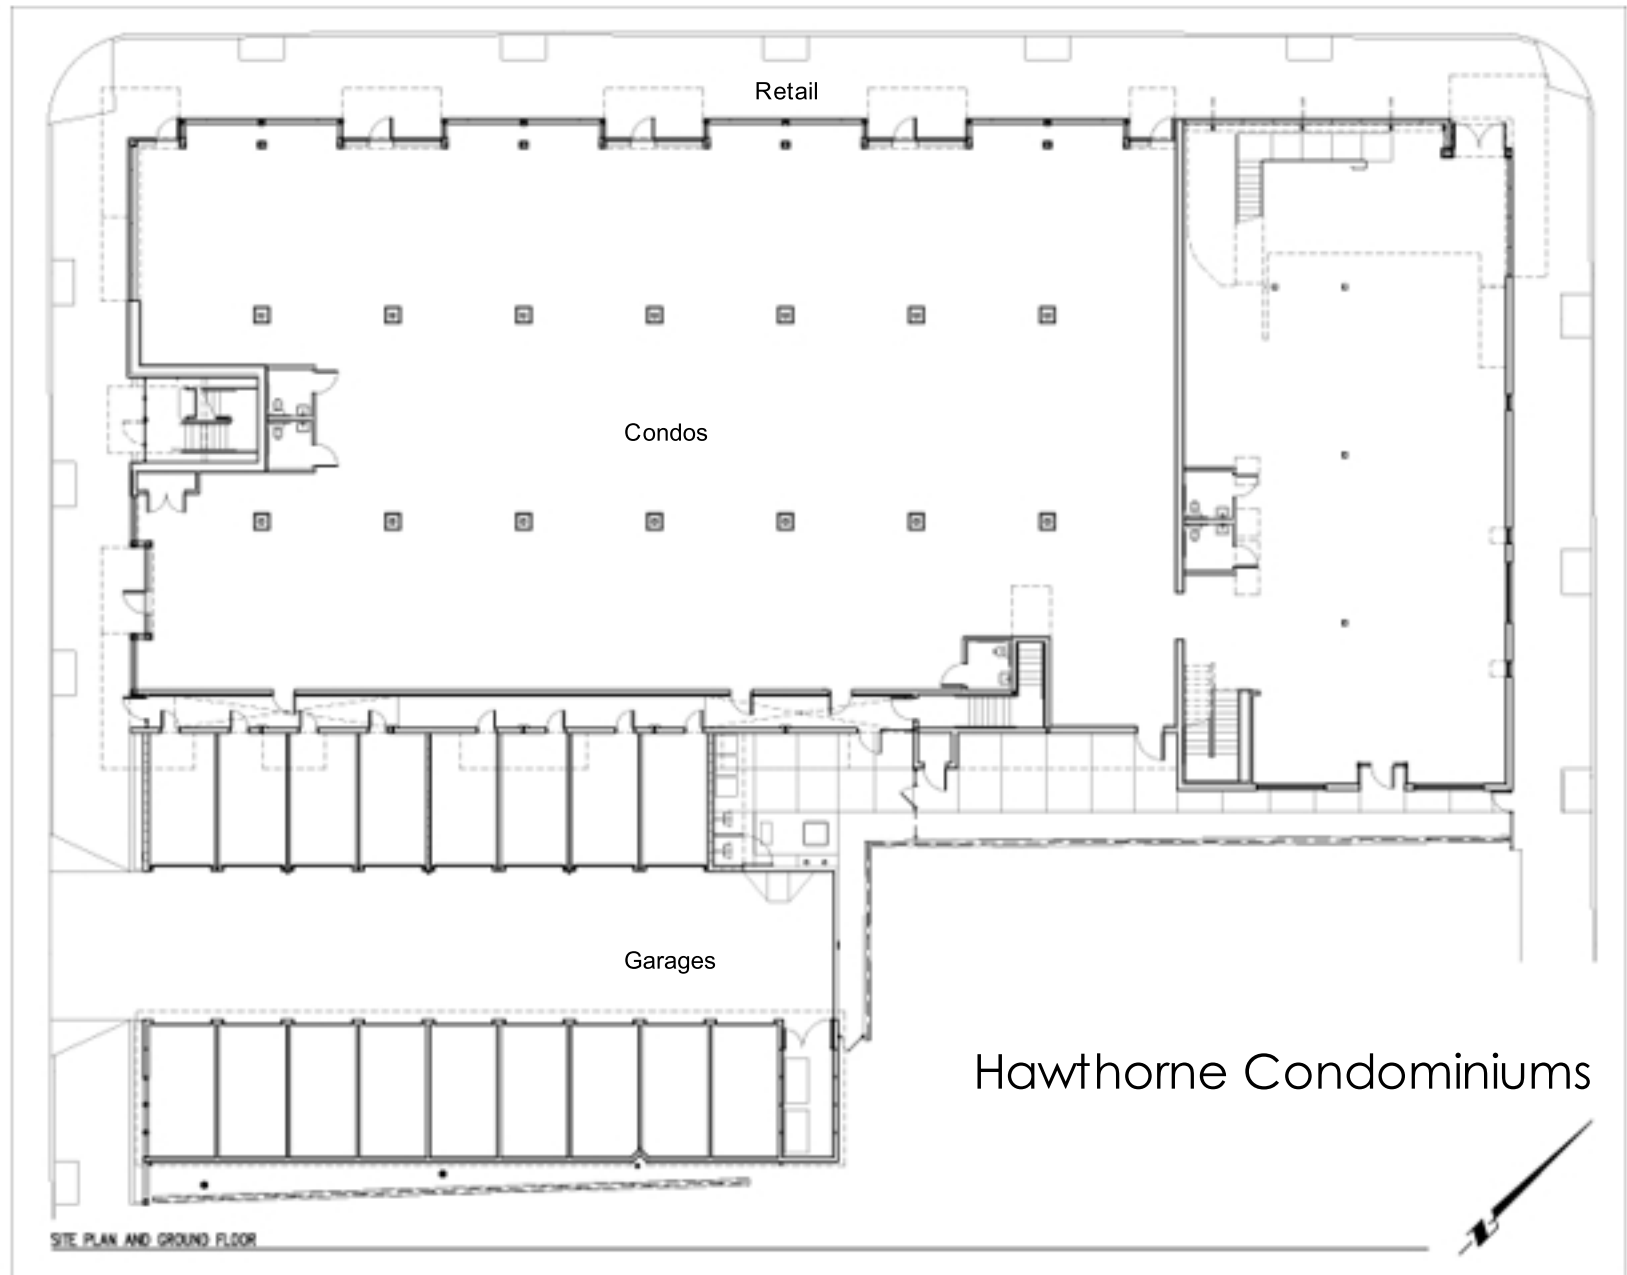 Retail
Condos
Garages
Hawthorne Condominiums
N
SITE PLAN AND GROUND FLOOR